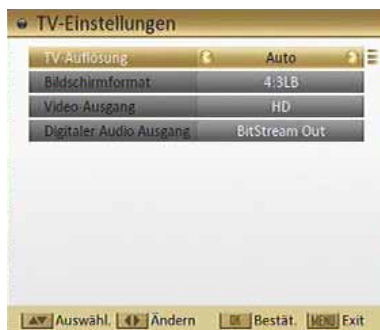 TV-Einstellungen
TV-Auflösung Auto
Bildschirmformat 4:3LB
Video-Ausgang HD
Digitaler Audio Ausgang BitStream Out
Auswähl. Ändern OK Bestät. MENU Exit